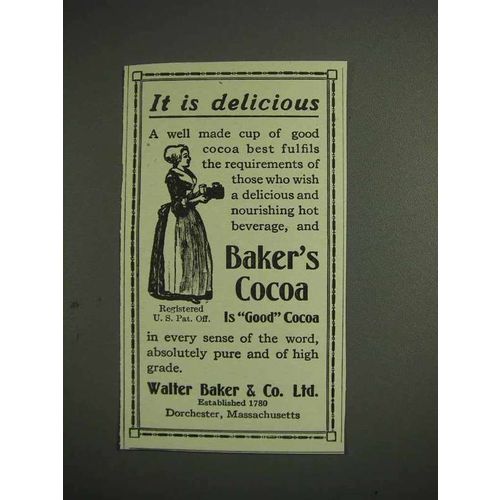 It is delicious
A well made cup of good
cocoa best fulfils
the requirements of
those who wish
a delicious and
nourishing hot
beverage, and
Baker's
Cocoa
Registered
U. S. Pat. Off.
Is "Good" Cocoa
in every sense of the word,
absolutely pure and of high
grade.
Walter Baker & Co. Ltd.
Established 1780
Dorchester, Massachusetts